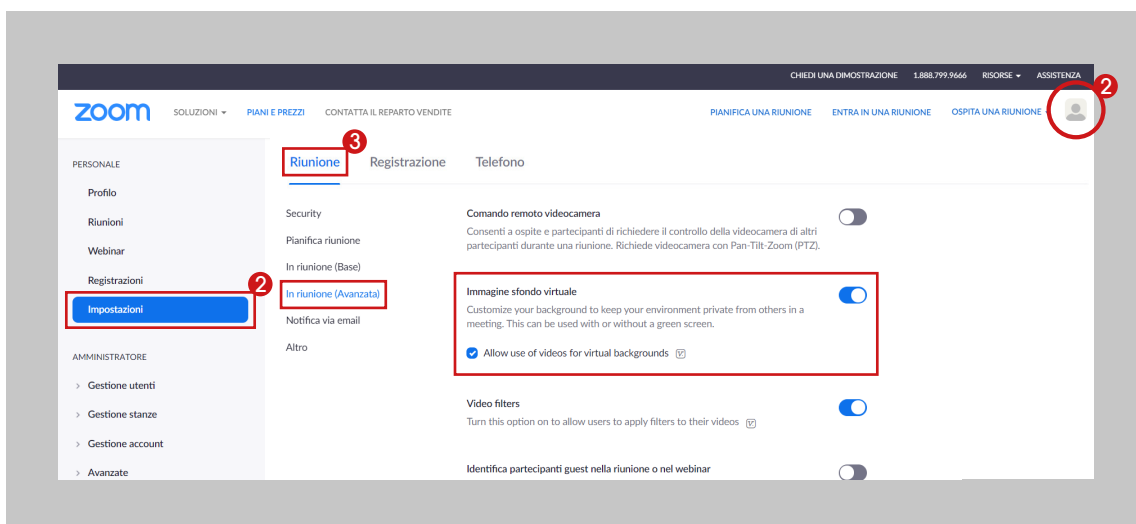 CHIEDI UNA DIMOSTRAZIONE 1.888.799.9666 RISORSE ASSISTENZA
2
zoom SOLUZIONI PIANI E PREZZI CONTATTA IL REPARTO VENDITE PIANIFICA UNA RIUNIONE ENTRA IN UNA RIUNIONE OSPITA UNA RIUNIONE
3
PERSONALE
Profilo
Riunioni
Webinar
Registrazioni
2
Impostazioni
AMMINISTRATORE
Gestione utenti
Gestione stanze
Gestione account
Avanzate
Riunione Registrazione Telefono
Security
Pianifica riunione
In riunione (Base)
In riunione (Avanzata)
Notifica via email
Altro
Comando remoto videocamera
Consenti a ospite e partecipanti di richiedere il controllo della videocamera di altri
partecipanti durante una riunione. Richiede videocamera con Pan-Tilt-Zoom (PTZ).
Immagine sfondo virtuale
Customize your background to keep your environment private from others in a
meeting. This can be used with or without a green screen.
Allow use of videos for virtual backgrounds
Video filters
Turn this option on to allow users to apply filters to their videos
Identifica partecipanti guest nella riunione o nel webinar